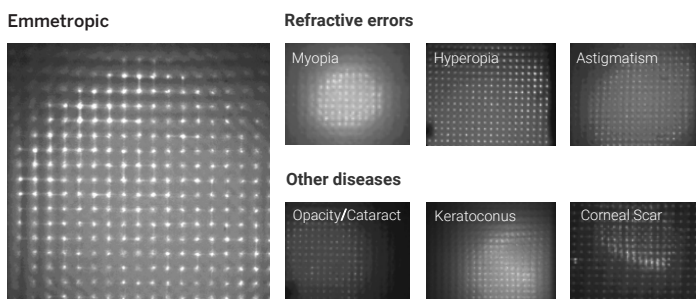 Emmetropic
Refractive errors
Myopia
Hyperopia
Astigmatism
Other diseases
Opacity/Cataract
Keratoconus
Corneal Scar